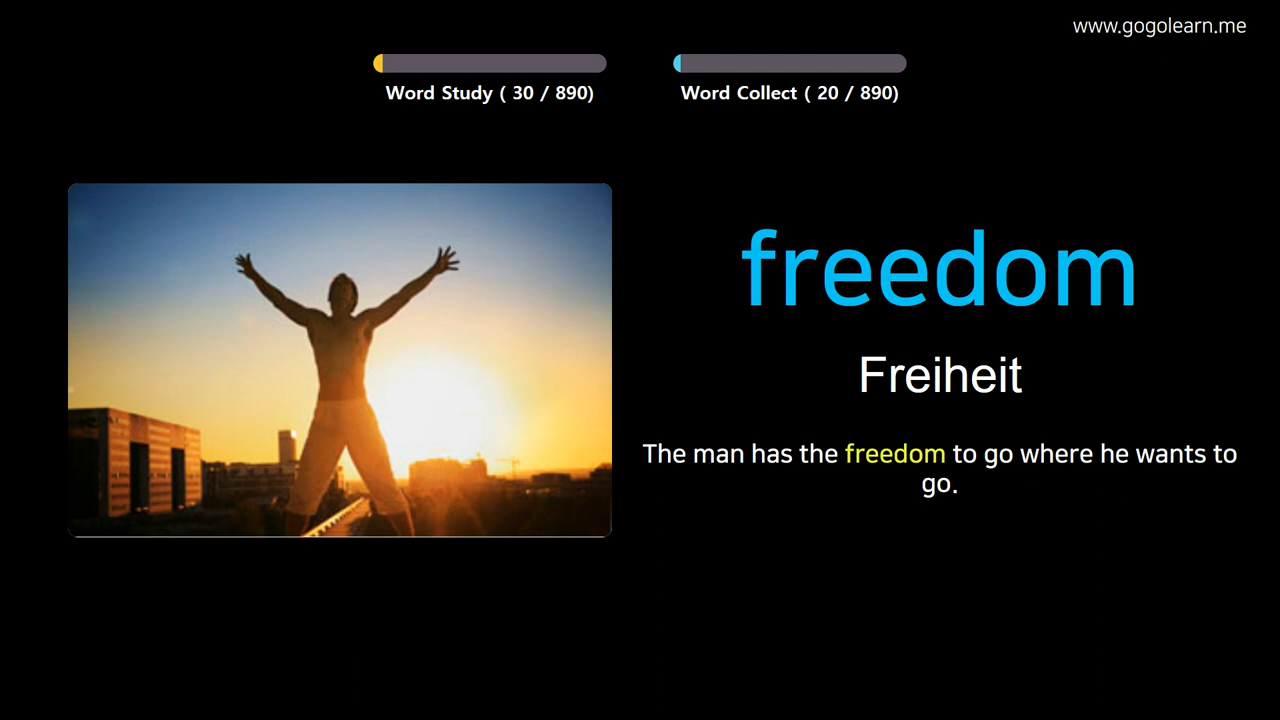 www.gogolearn.me
Word Study ( 30 / 890)
Word Collect ( 20 / 890)
freedom
Freiheit
The man has the freedom to go where he wants to
go.